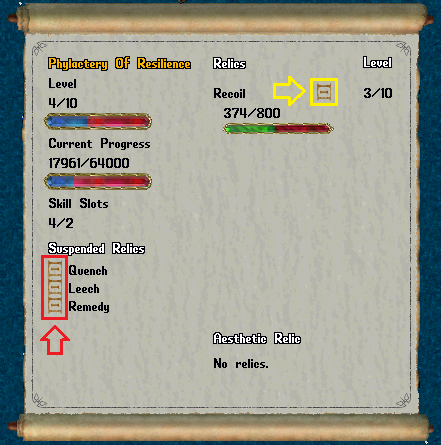 Phylactery Of Resilience
Level
4/10
Current Progress
17961/64000
Skill Slots
4/2
Suspended Relics
Quench
Leech
Remedy
Relics Level
Recoil 3/10
374/800
Aesthetic Relic
No relics.